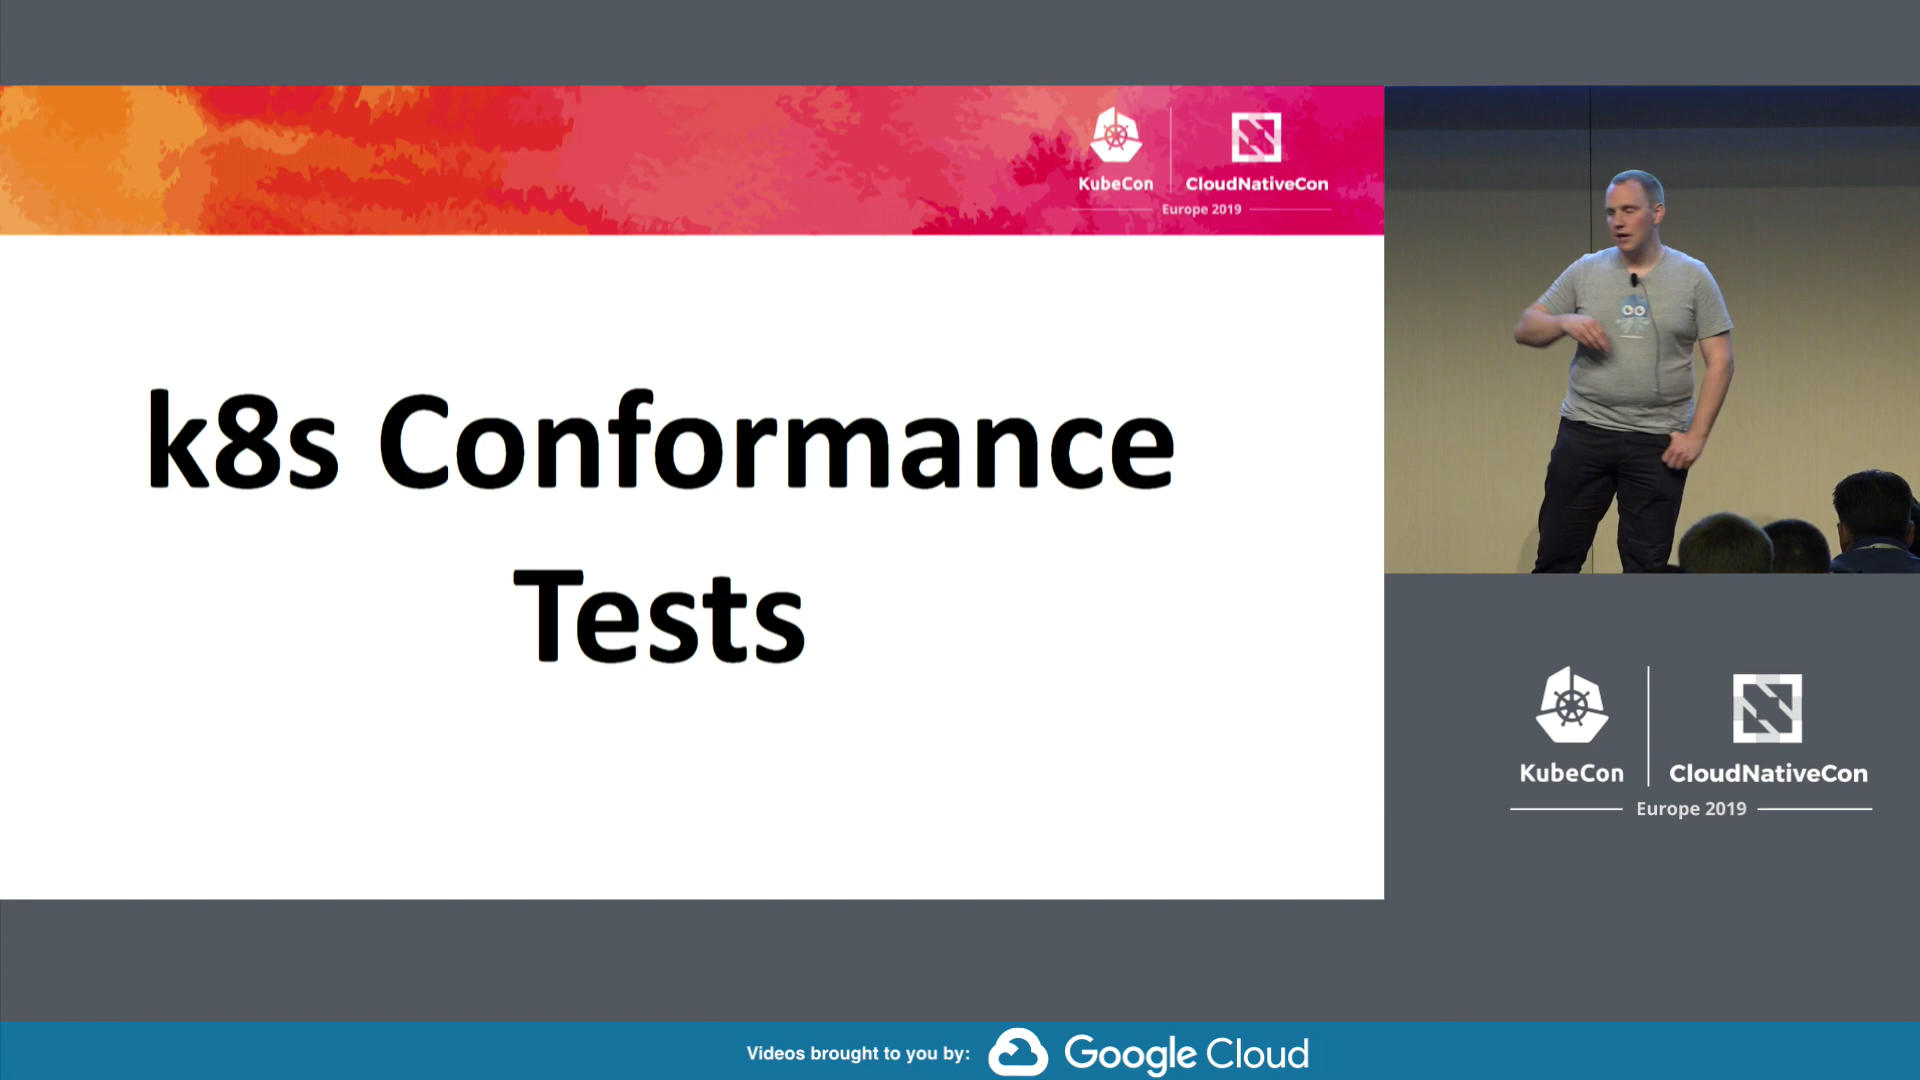 KubeCon
CloudNativeCon
Europe 2019
k8s Conformance
Tests
KubeCon
CloudNativeCon
Europe 2019
Videos brought to you by:
Google Cloud